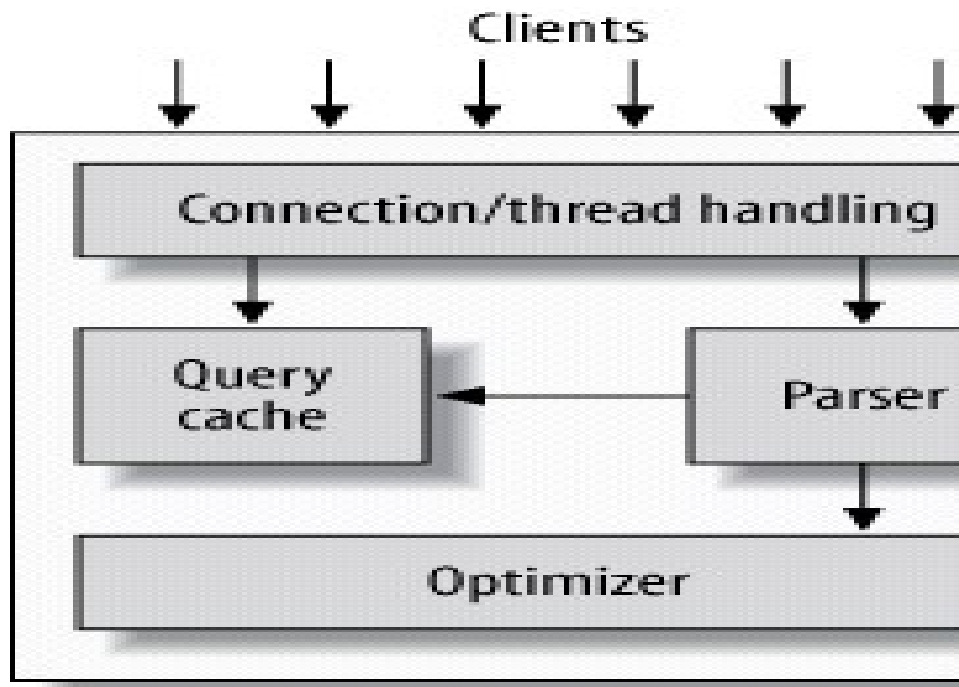 Clients
Connection/thread handling
Query
cache
Parser
Optimizer